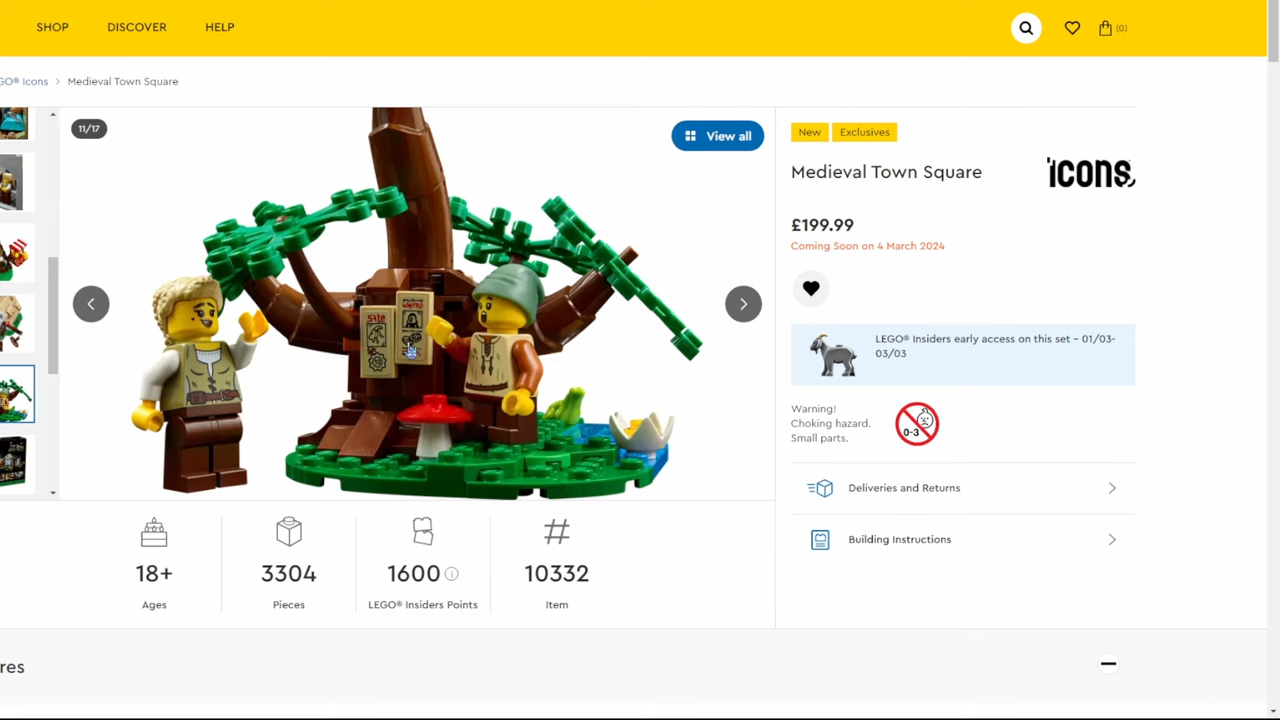 SHOP DISCOVER HELP
(0)
GO® Icons > Medieval Town Square
11/17
View all
New Exclusives
Medieval Town Square
icons
£199.99
Coming Soon on 4 March 2024
LEGO® Insiders early access on this set – 01/03-
03/03
Warning!
Choking hazard.
Small parts.
0-3
Deliveries and Returns
Building Instructions
SALE
WANTED
18+
Ages
3304
Pieces
1600
LEGO® Insiders Points
#
10332
Item
res